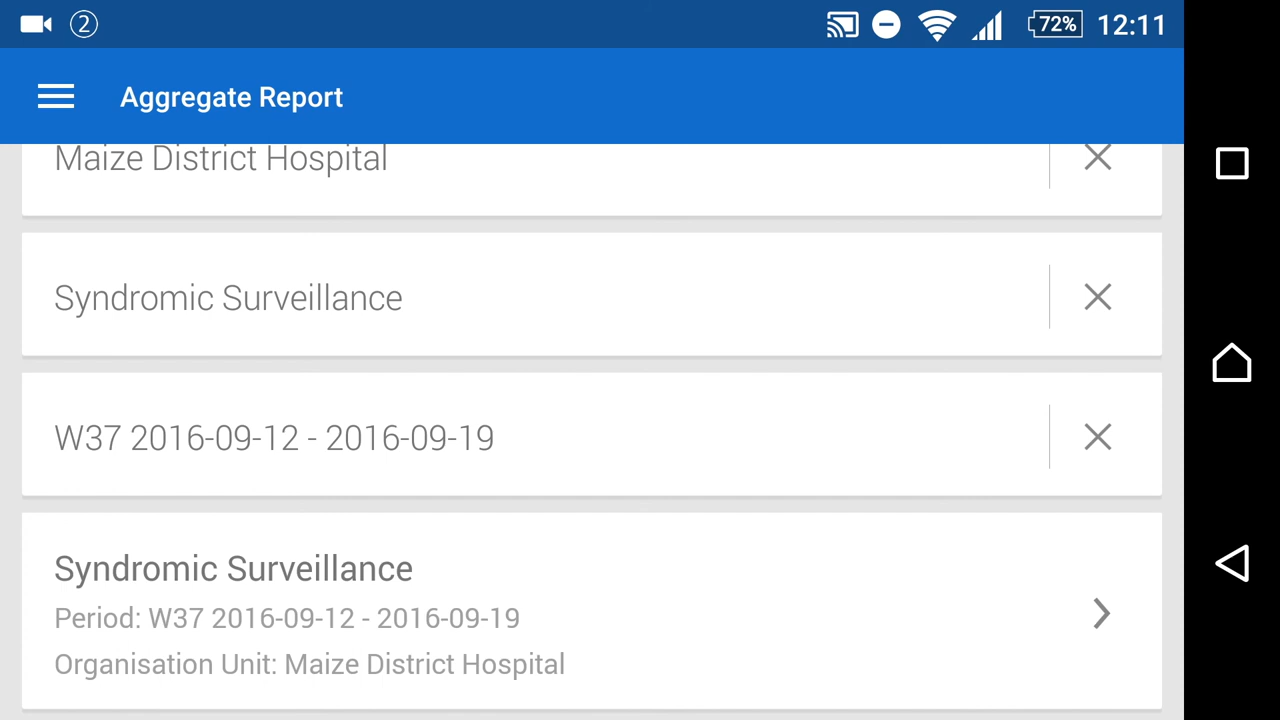 2
72%
12:11
Aggregate Report
Maize District Hospital
Syndromic Surveillance
W37 2016-09-12 - 2016-09-19
Syndromic Surveillance
Period: W37 2016-09-12 - 2016-09-19
Organisation Unit: Maize District Hospital